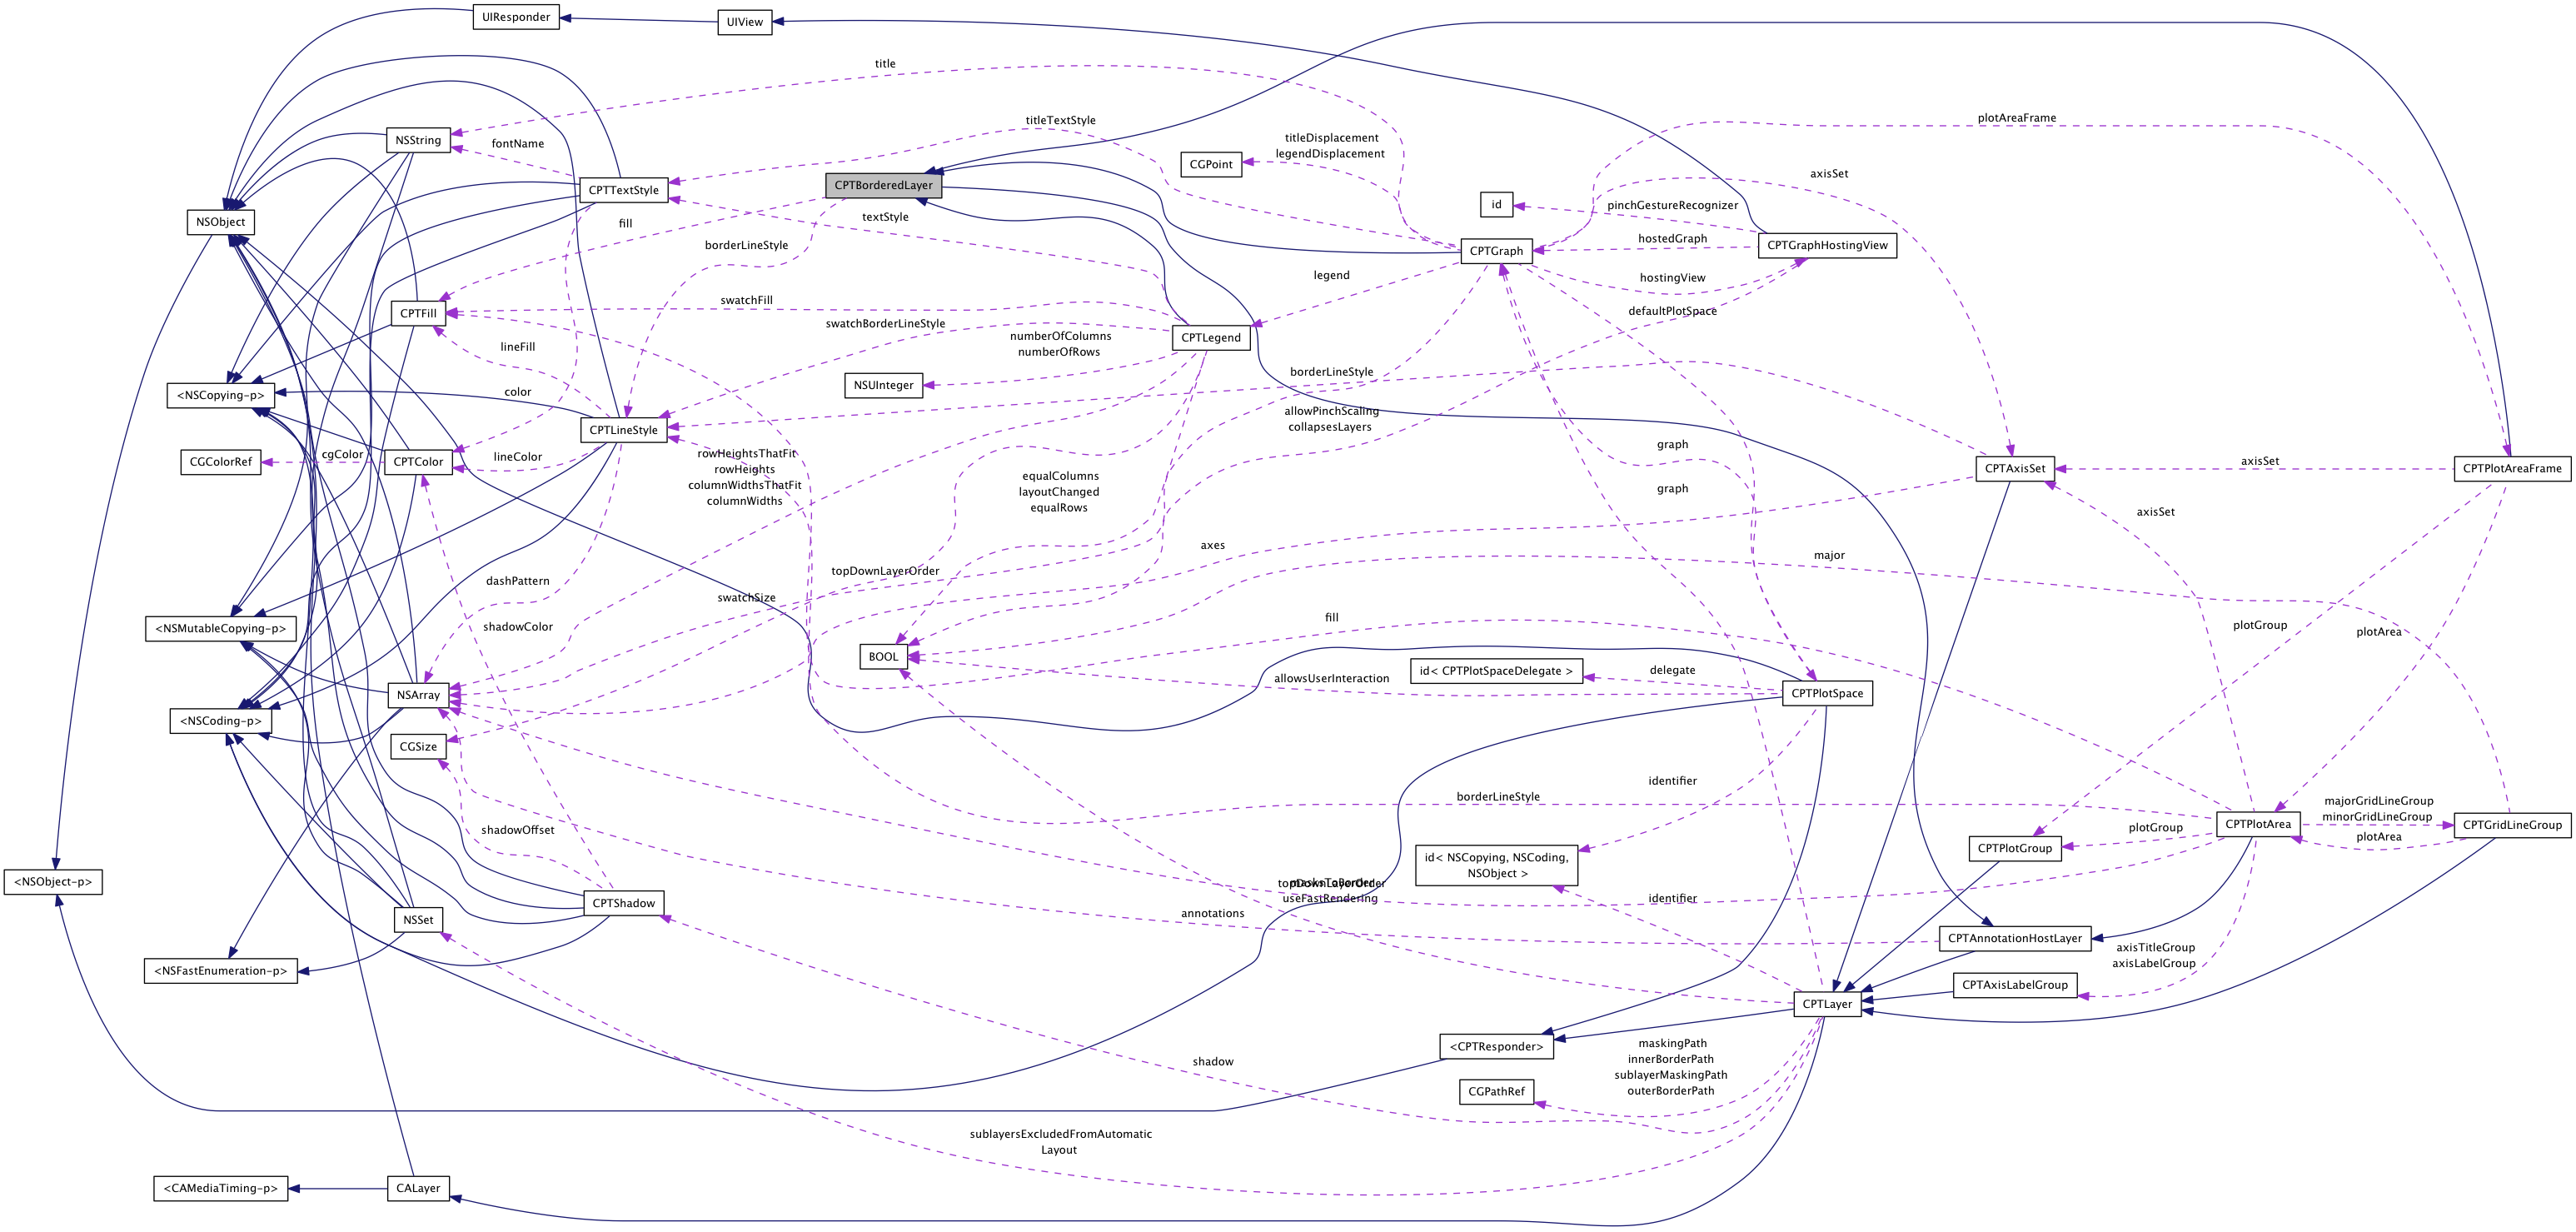 UIResponder
UIView
title
plotAreaFrame
titleTextStyle
NSString
fontName
titleDisplacement
legendDisplacement
CGPoint
axisSet
CPTTextStyle
CPTBorderedLayer
id
pinchGestureRecognizer
textStyle
NSObject
fill
borderLineStyle
hostedGraph
CPTGraphHostingView
CPTGraph
legend
hostingView
swatchFill
defaultPlotSpace
CPTFill
swatchBorderLineStyle
numberOfColumns
numberOfRows
CPTLegend
lineFill
borderLineStyle
NSUInteger
<NSCopying-p>
color
allowPinchScaling
collapsesLayers
CPTLineStyle
graph
CGColorRef
cgColor
CPTColor
lineColor
rowHeightsThatFit
rowHeights
columnWidthsThatFit
columnWidths
axisSet
CPTAxisSet
CPTPlotAreaFrame
equalColumns
layoutChanged
equalRows
graph
axisSet
axes
major
dashPattern
topDownLayerOrder
swatchSize
fill
<NSMutableCopying-p>
shadowColor
plotGroup
plotArea
BOOL
id< CPTPlotSpaceDelegate >
delegate
allowsUserInteraction
CPTPlotSpace
NSArray
<NSCoding-p>
CGSize
identifier
borderLineStyle
majorGridLineGroup
minorGridLineGroup
CPTPlotArea
CPTGridLineGroup
shadowOffset
plotGroup
plotArea
CPTPlotGroup
id< NSCopying, NSCoding,
NSObject >
<NSObject-p>
topDownLayerOrder
masksToBorder
useFastRendering
identifier
CPTShadow
NSSet
annotations
CPTAnnotationHostLayer
axisTitleGroup
axisLabelGroup
<NSFastEnumeration-p>
CPTAxisLabelGroup
CPTLayer
<CPTResponder>
shadow
maskingPath
innerBorderPath
sublayerMaskingPath
outerBorderPath
CGPathRef
sublayersExcludedFromAutomatic
Layout
<CAMediaTiming-p>
CALayer